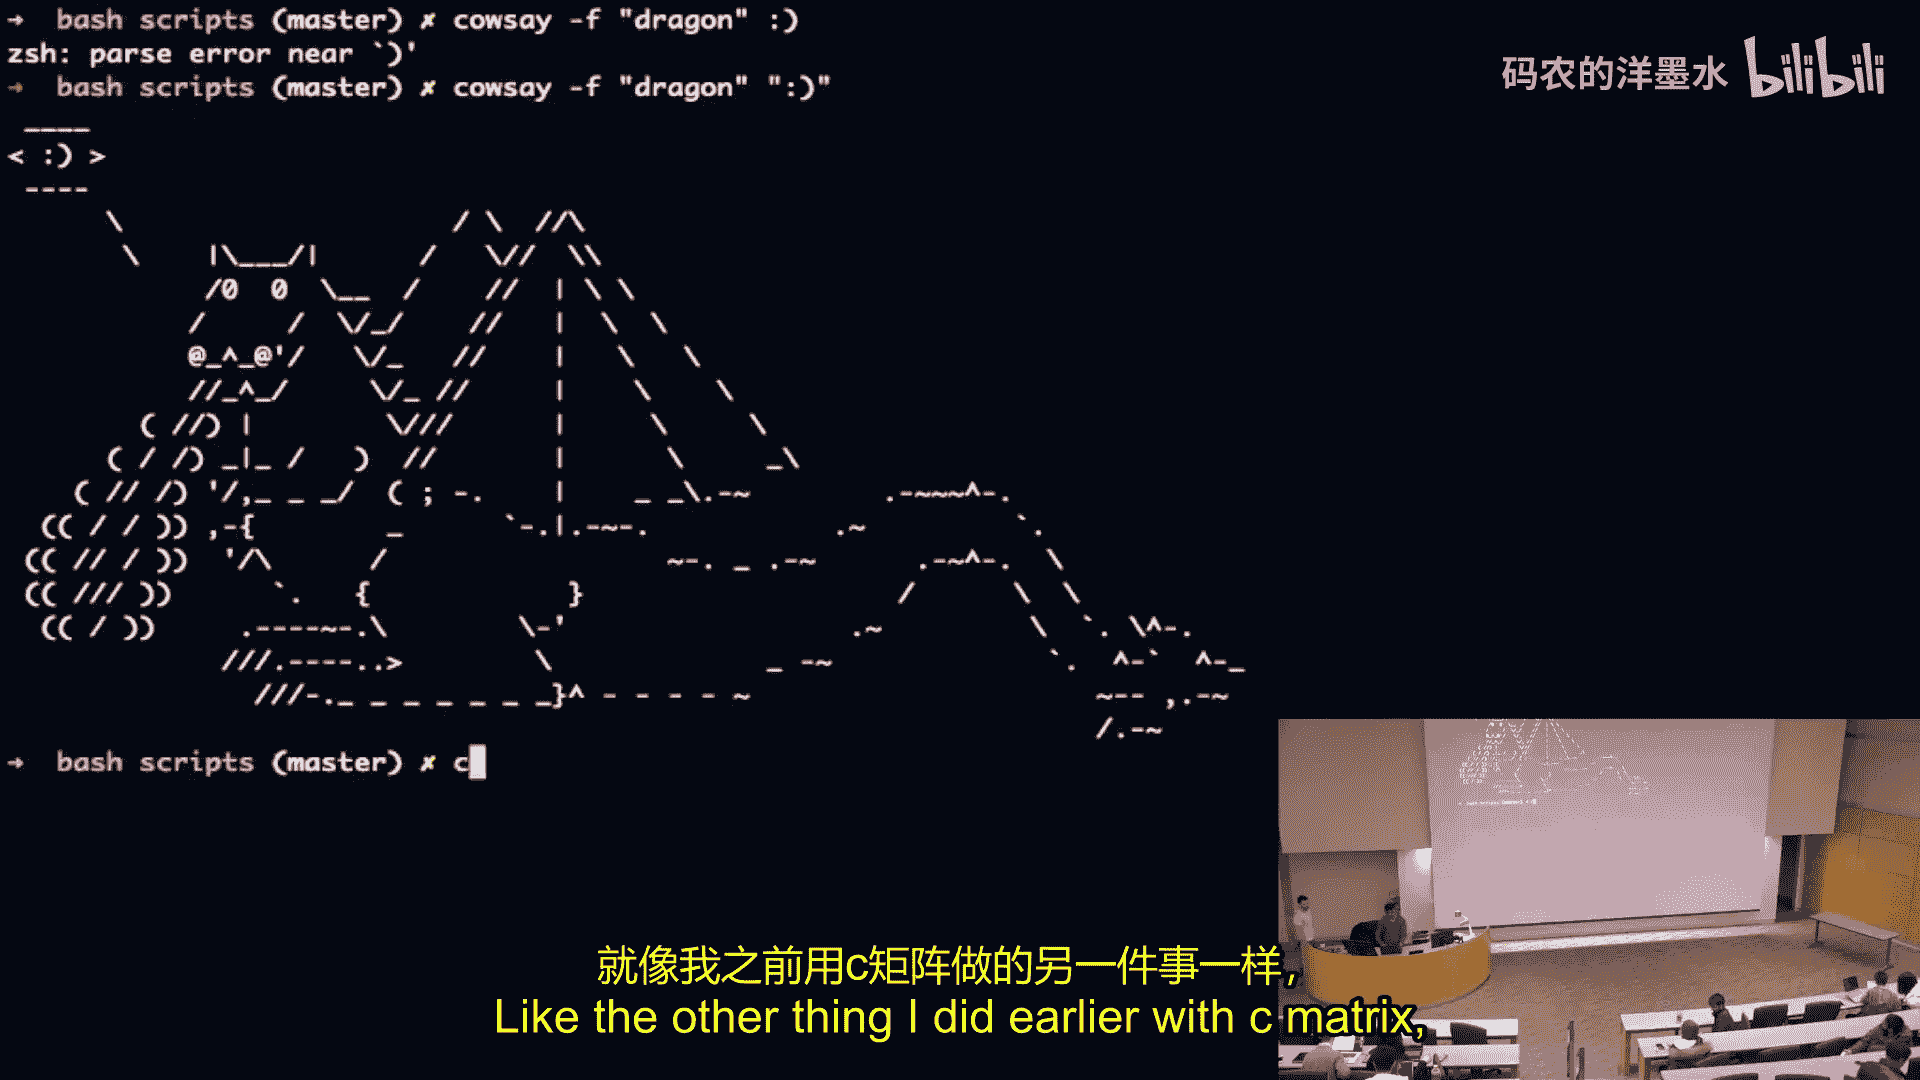 ➜  bash scripts (master) ✗ cowsay -f "dragon" :)
zsh: parse error near `)'
➜  bash scripts (master) ✗ cowsay -f "dragon" ":)"
< :) >
➜  bash scripts (master) ✗ c
码农的洋墨水 bilibili
就像我之前用c矩阵做的另一件事一样,
Like the other thing I did earlier with c matrix,